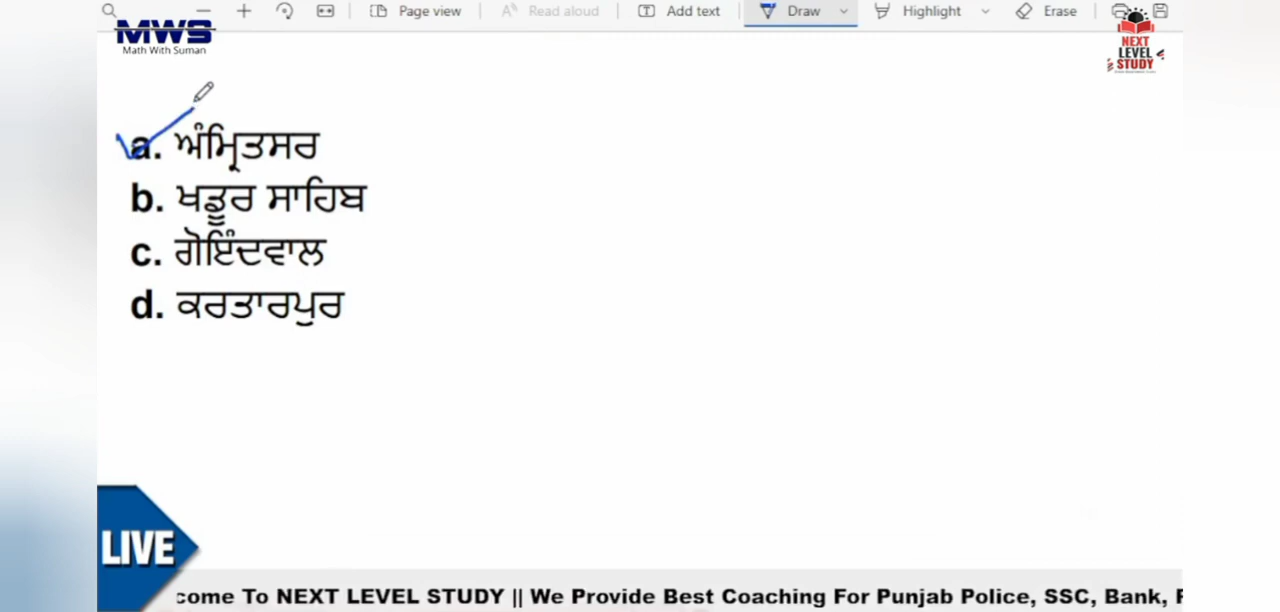 Page view Read aloud Add text Draw Highlight Erase
MWS
Math With Suman
NEXT
LEVEL
STUDY
a. ਅੰਮ੍ਰਿਤਸਰ
b. ਖਡੂਰ ਸਾਹਿਬ
c. ਗੋਇੰਦਵਾਲ
d. ਕਰਤਾਰਪੁਰ
LIVE
come To NEXT LEVEL STUDY || We Provide Best Coaching For Punjab Police, SSC, Bank,